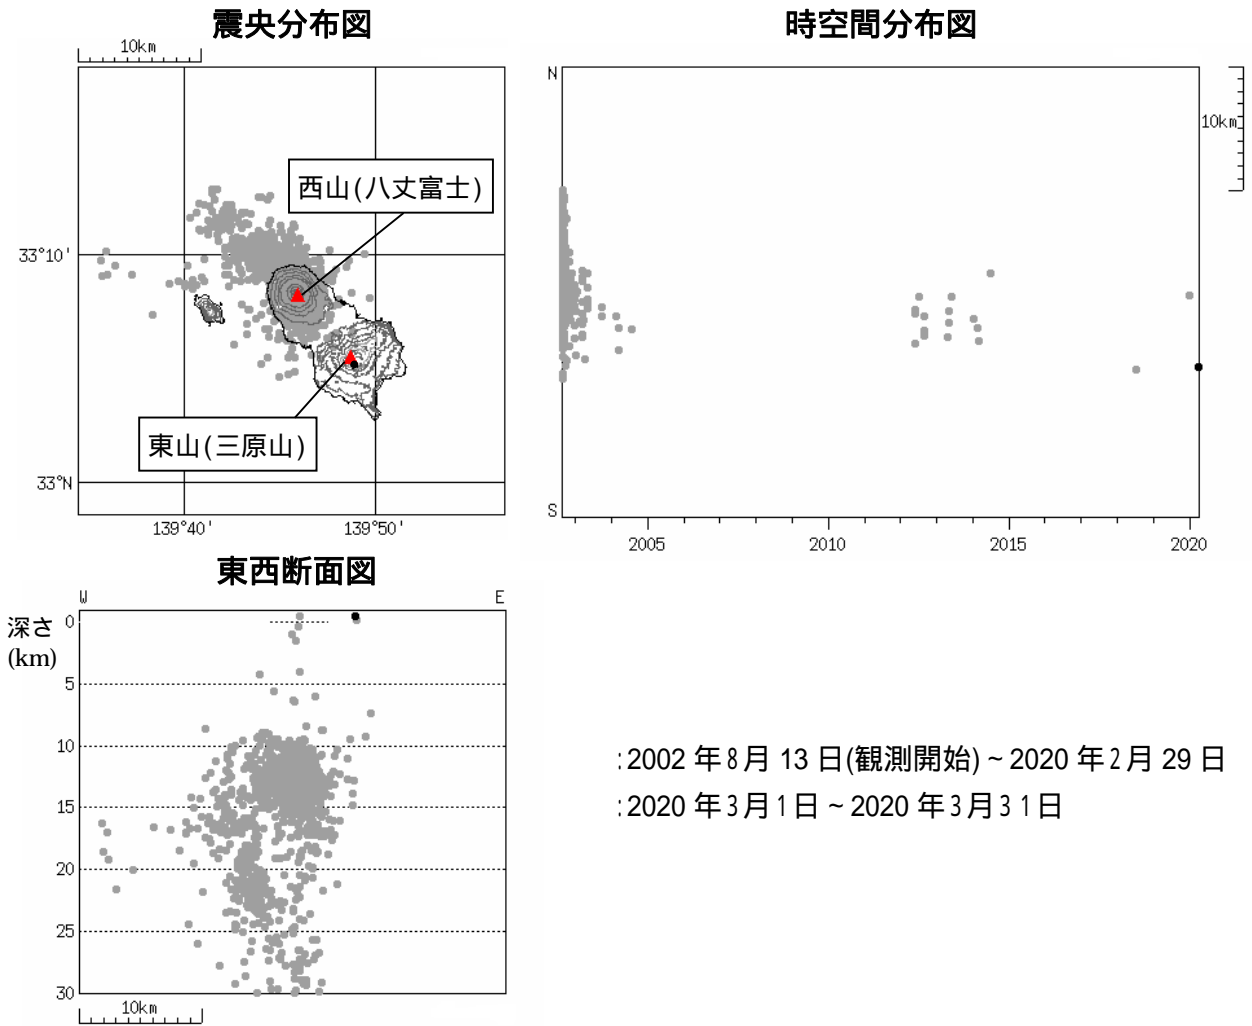 震央分布図
10km
西山(八丈富士)
33°10'
東山(三原山)
33°N
139°40'
139°50'
時空間分布図
N
10km
S
2005
2010
2015
2020
東西断面図
W
E
深さ
(km)
0
5
10
15
20
25
30
10km
:2002 年8月 13 日(観測開始)~2020 年2月 29 日
:2020 年3月1日~2020 年3月31日